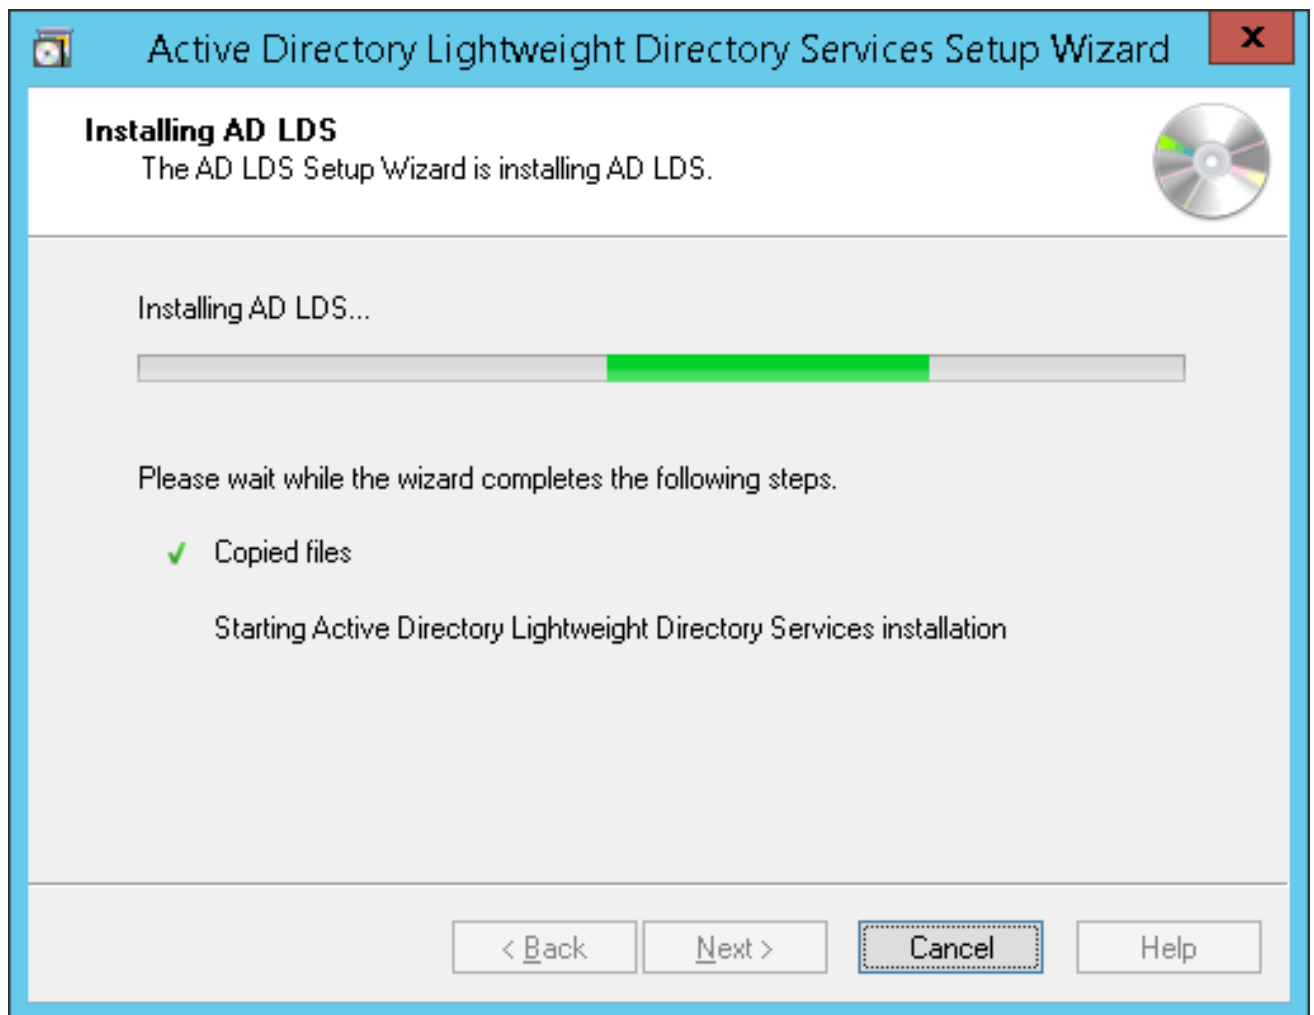 Active Directory Lightweight Directory Services Setup Wizard
x
Installing AD LDS
The AD LDS Setup Wizard is installing AD LDS.
Installing AD LDS...
Please wait while the wizard completes the following steps.
Copied files
Starting Active Directory Lightweight Directory Services installation
< Back Next > Cancel Help